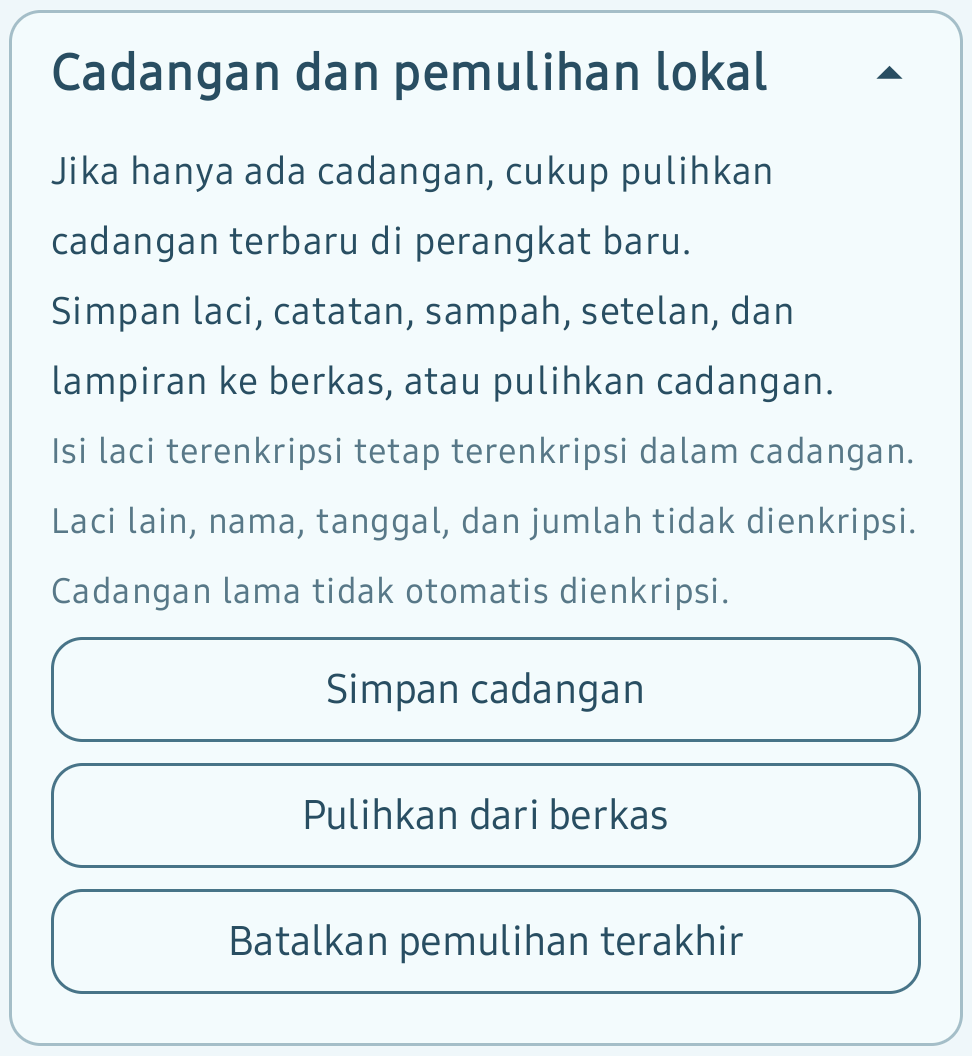 Cadangan dan pemulihan lokal
Jika hanya ada cadangan, cukup pulihkan
cadangan terbaru di perangkat baru.
Simpan laci, catatan, sampah, setelan, dan
lampiran ke berkas, atau pulihkan cadangan.
Isi laci terenkripsi tetap terenkripsi dalam cadangan.
Laci lain, nama, tanggal, dan jumlah tidak dienkripsi.
Cadangan lama tidak otomatis dienkripsi.
Simpan cadangan
Pulihkan dari berkas
Batalkan pemulihan terakhir